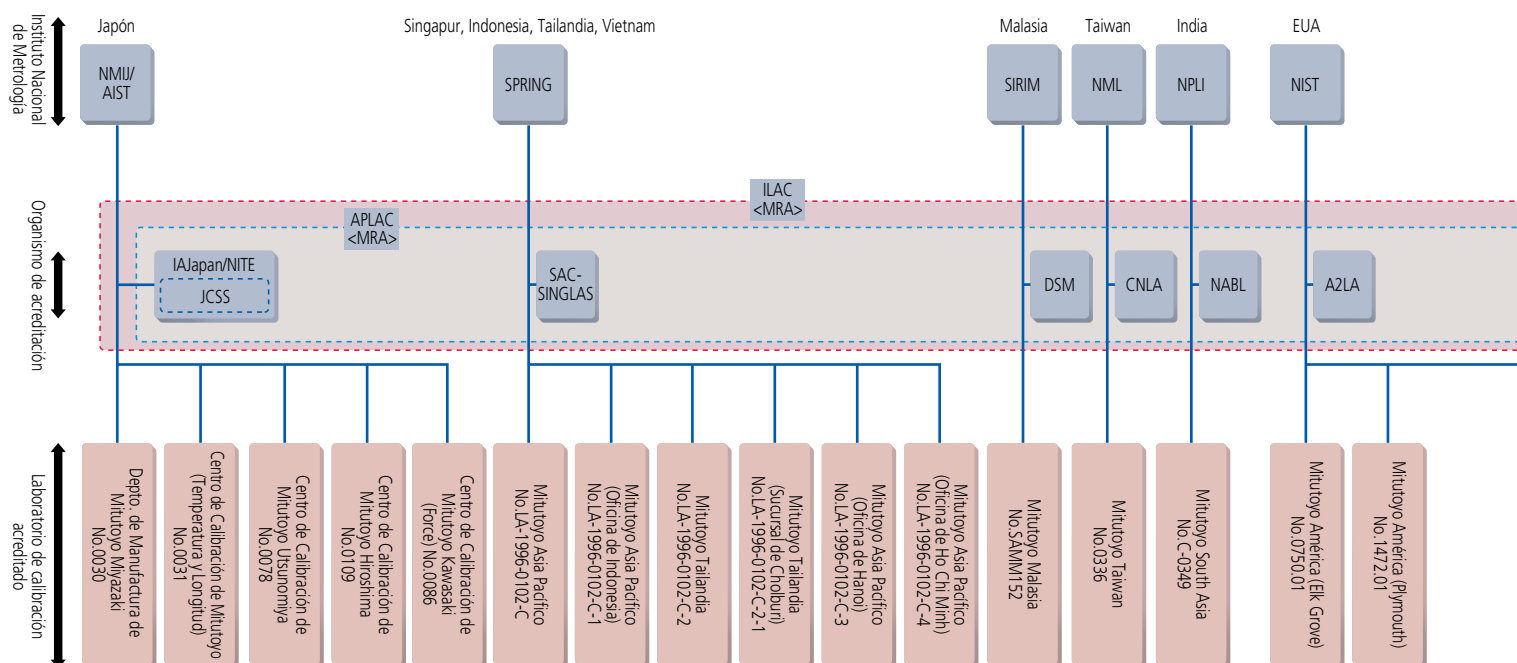 Instituto Nacional
de Metrología
Japón
Singapur, Indonesia, Tailandia, Vietnam
Malasia
Taiwan
India
EUA
NMIJ/
AIST
SPRING
SIRIM
NML
NPLI
NIST
ILAC
<MRA>
APLAC
<MRA>
Organismo de acreditación
IAJapan/NITE
JCSS
SAC-
SINGLAS
DSM
CNLA
NABL
A2LA
Laboratorio de calibración
acreditado
Depto. de Manufactura de
Mitutoyo Miyazaki
No.0030
Centro de Calibración de Mitutoyo
(Temperatura y Longitud)
No.0031
Centro de Calibración de
Mitutoyo Utsunomiya
No.0078
Centro de Calibración de
Mitutoyo Hiroshima
No.0109
Centro de Calibración de
Mitutoyo Kawasaki
(Force) No.0086
Mitutoyo Asia Pacífico
No.LA-1996-0102-C
Mitutoyo Asia Pacífico
(Oficina de Indonesia)
No.LA-1996-0102-C-1
Mitutoyo Tailandia
No.LA-1996-0102-C-2
Mitutoyo Tailandia
(Sucursal de Cholburi)
No.LA-1996-0102-C-2-1
Mitutoyo Asia Pacífico
(Oficina de Hanoi)
No.LA-1996-0102-C-3
Mitutoyo Asia Pacífico
(Oficina de Ho Chi Minh)
No.LA-1996-0102-C-4
Mitutoyo Malasia
No.SAMM152
Mitutoyo Taiwan
No.0336
Mitutoyo South Asia
No.C-0349
Mitutoyo América (Elk Grove)
No.0750.01
Mitutoyo América (Plymouth)
No.1472.01